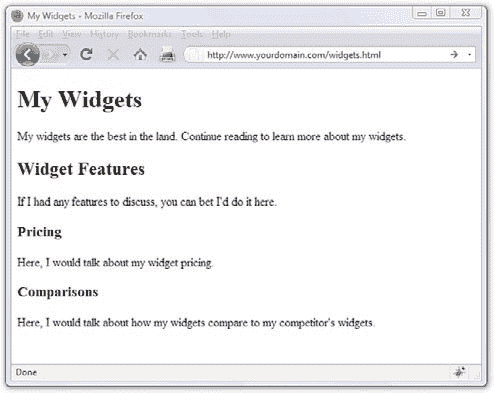 My Widgets - Mozilla Firefox
File Edit View History Bookmarks Tools Help
http://www.yourdomain.com/widgets.html
My Widgets
My widgets are the best in the land. Continue reading to learn more about my widgets.
Widget Features
If I had any features to discuss, you can bet I'd do it here.
Pricing
Here, I would talk about my widget pricing.
Comparisons
Here, I would talk about how my widgets compare to my competitor's widgets.
Done